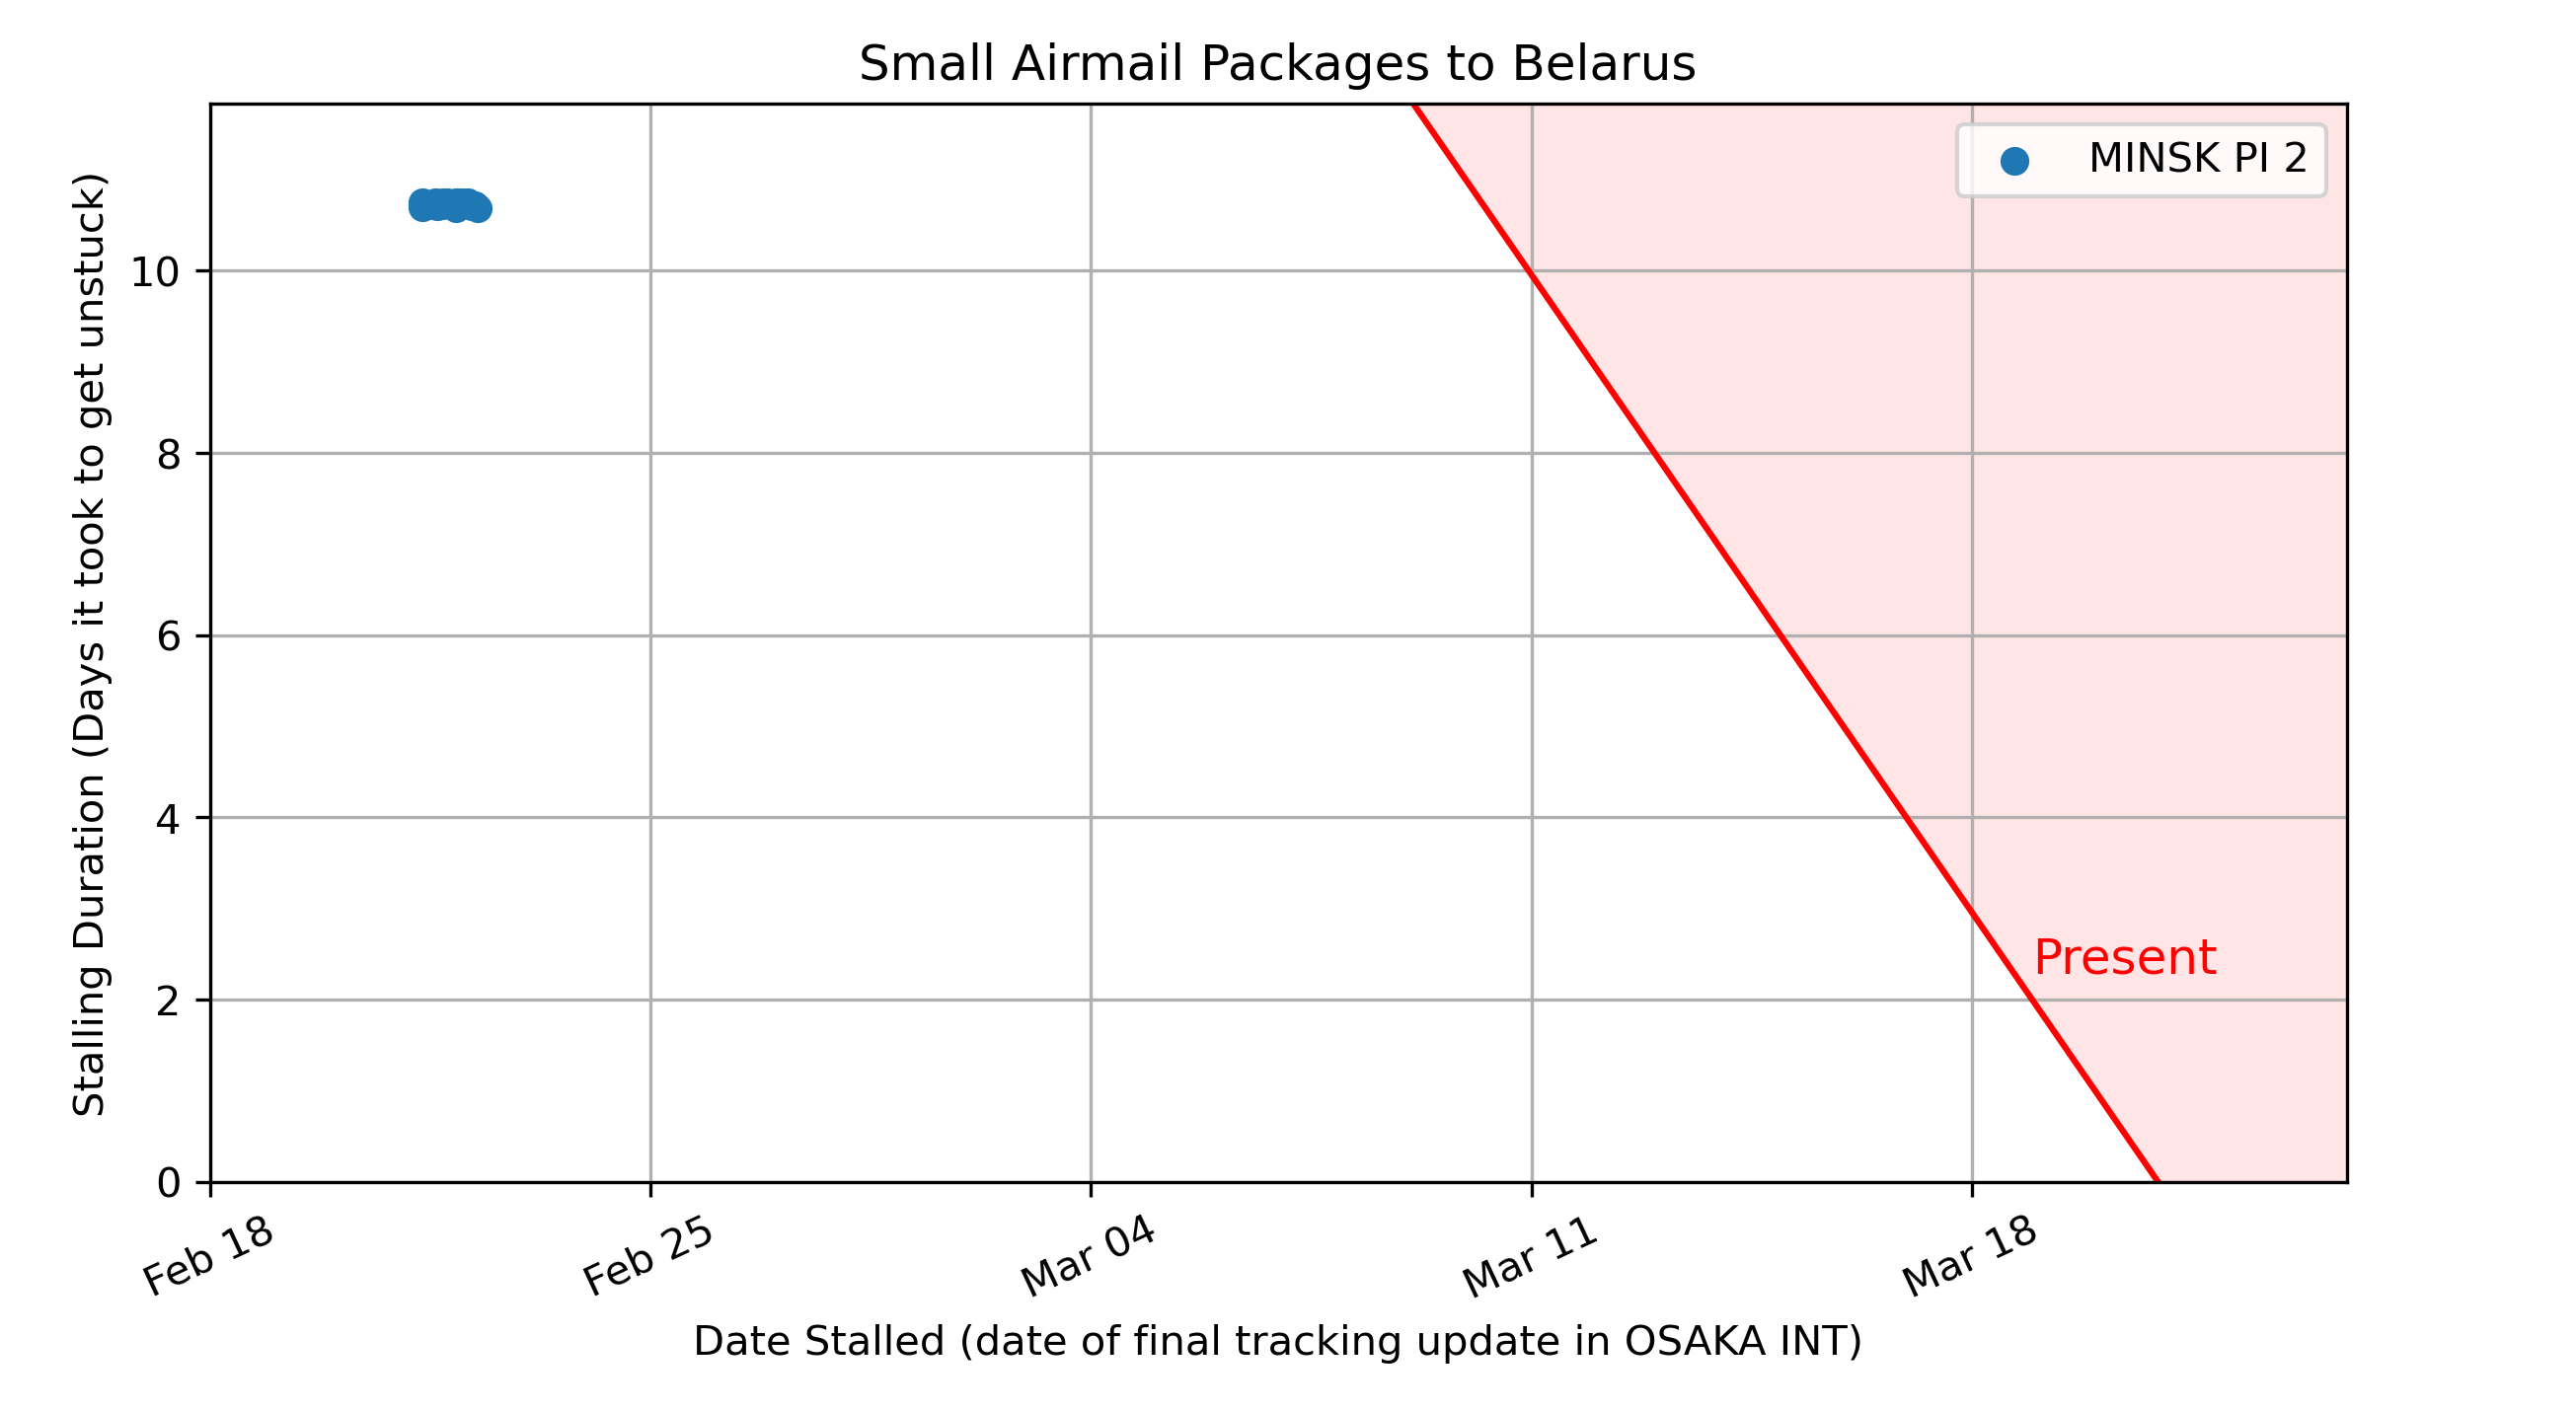 Small Airmail Packages to Belarus
MINSK PI 2
Stalling Duration (Days it took to get unstuck)
10
8
6
4
2
0
Present
Feb 18
Feb 25
Mar 04
Mar 11
Mar 18
Date Stalled (date of final tracking update in OSAKA INT)